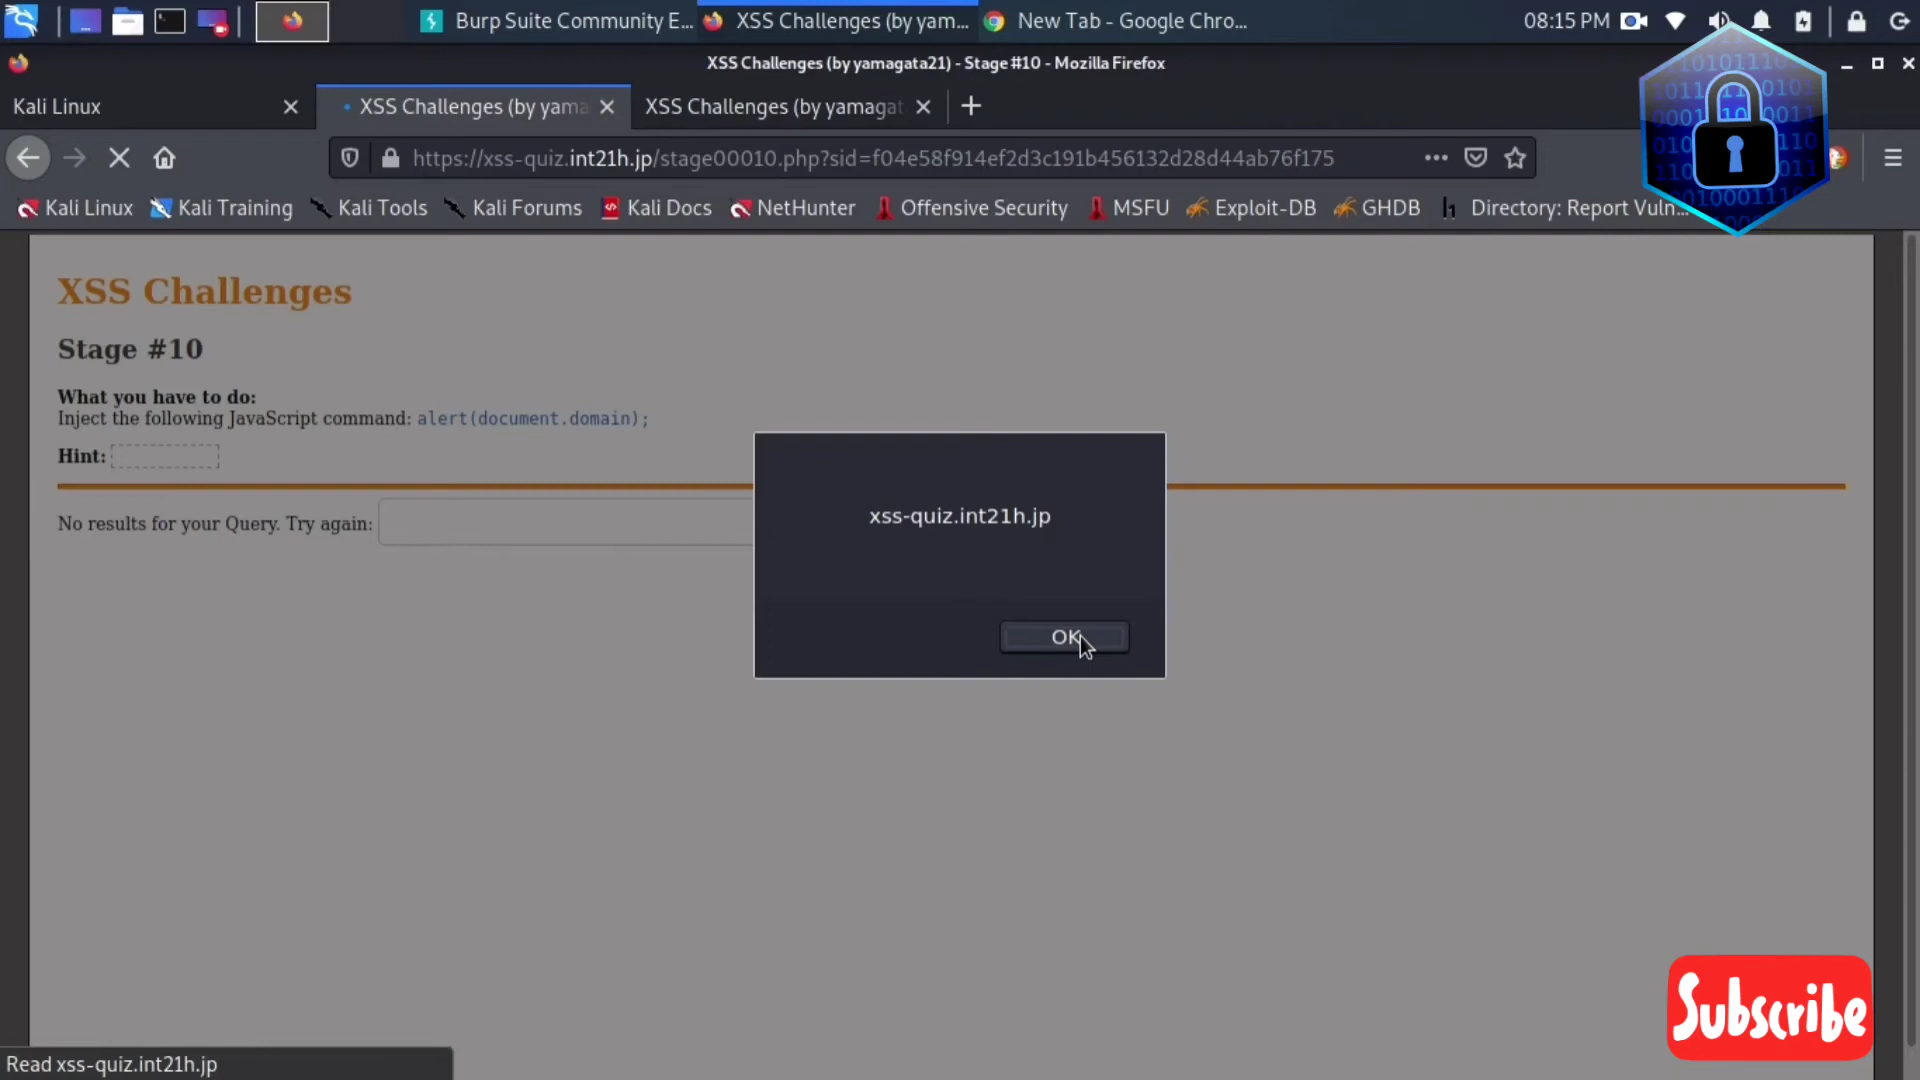 Burp Suite Community E...
XSS Challenges (by yam...
New Tab - Google Chro...
08:15 PM
XSS Challenges (by yamagata21) - Stage #10 - Mozilla Firefox
Kali Linux
XSS Challenges (by yama
XSS Challenges (by yamagat
https://xss-quiz.int21h.jp/stage00010.php?sid=f04e58f914ef2d3c191b456132d28d44ab76f175
Kali Linux
Kali Training
Kali Tools
Kali Forums
Kali Docs
NetHunter
Offensive Security
MSFU
Exploit-DB
GHDB
Directory: Report Vuln...
XSS Challenges
Stage #10
What you have to do:
Inject the following JavaScript command: alert(document.domain);
Hint:
No results for your Query. Try again:
xss-quiz.int21h.jp
OK
Subscribe
Read xss-quiz.int21h.jp